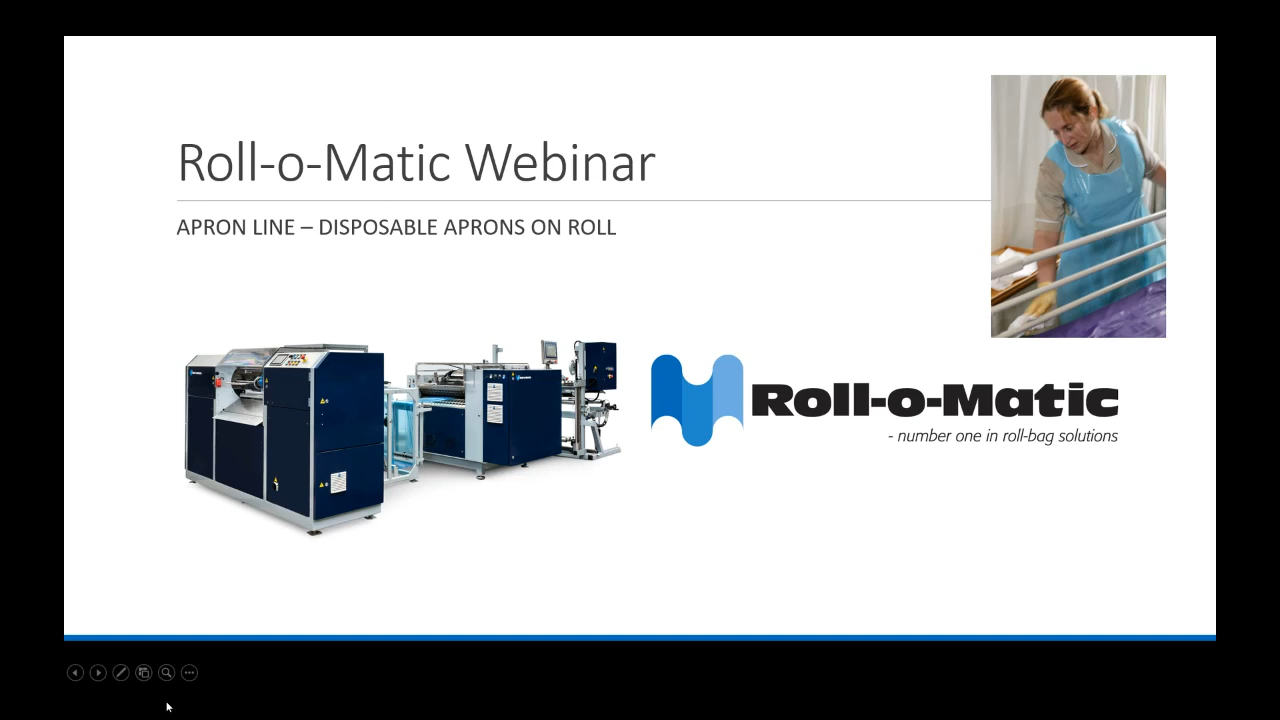 Roll-o-Matic Webinar
APRON LINE – DISPOSABLE APRONS ON ROLL
Roll-o-Matic
- number one in roll-bag solutions